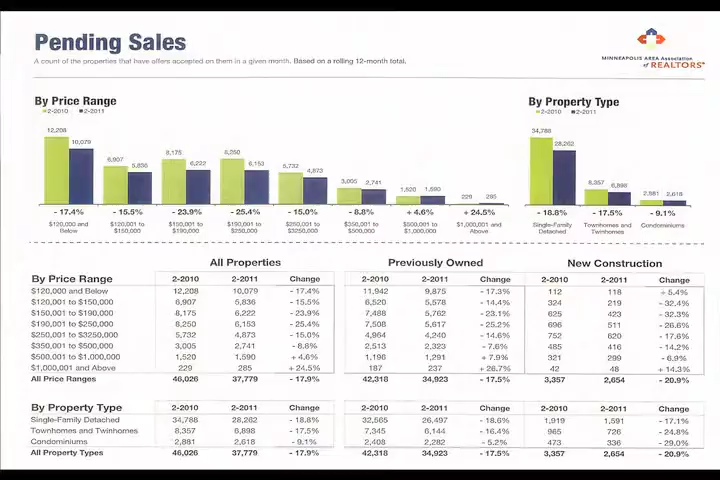 Pending Sales
A count of the properties that have offers accepted on them in a given month. Based on a rolling 12-month total.
MINNEAPOLIS AREA Association
of REALTORS®
By Price Range
2-2010 2-2011
12,208 10,079 6,907 5,836 8,175 6,222 8,250 6,153 5,732 4,873 3,005 2,741 1,520 1,590 229 285
- 17.4% - 15.5% - 23.9% - 25.4% - 15.0% - 8.8% + 4.6% + 24.5%
$120,000 and Below $120,001 to $150,000 $150,001 to $190,000 $190,001 to $250,000 $250,001 to $3250,000 $350,001 to $500,000 $500,001 to $1,000,000 $1,000,001 and Above
By Property Type
2-2010 2-2011
34,788 28,262 8,357 6,898 2,881 2,618
- 18.8% - 17.5% - 9.1%
Single-Family Detached Townhomes and Twinhomes Condominiums
All Properties Previously Owned New Construction
By Price Range 2-2010 2-2011 Change 2-2010 2-2011 Change 2-2010 2-2011 Change
$120,000 and Below 12,208 10,079 - 17.4% 11,942 9,875 - 17.3% 112 118 + 5.4%
$120,001 to $150,000 6,907 5,836 - 15.5% 6,520 5,578 - 14.4% 324 219 - 32.4%
$150,001 to $190,000 8,175 6,222 - 23.9% 7,488 5,762 - 23.1% 625 423 - 32.3%
$190,001 to $250,000 8,250 6,153 - 25.4% 7,508 5,617 - 25.2% 696 511 - 26.6%
$250,001 to $3250,000 5,732 4,873 - 15.0% 4,964 4,240 - 14.6% 752 620 - 17.6%
$350,001 to $500,000 3,005 2,741 - 8.8% 2,513 2,323 - 7.6% 485 416 - 14.2%
$500,001 to $1,000,000 1,520 1,590 + 4.6% 1,196 1,291 + 7.9% 321 299 - 6.9%
$1,000,001 and Above 229 285 + 24.5% 187 237 + 26.7% 42 48 + 14.3%
All Price Ranges 46,026 37,779 - 17.9% 42,318 34,923 - 17.5% 3,357 2,654 - 20.9%
By Property Type 2-2010 2-2011 Change 2-2010 2-2011 Change 2-2010 2-2011 Change
Single-Family Detached 34,788 28,262 - 18.8% 32,565 26,497 - 18.6% 1,919 1,591 - 17.1%
Townhomes and Twinhomes 8,357 6,898 - 17.5% 7,345 6,144 - 16.4% 965 726 - 24.8%
Condominiums 2,881 2,618 - 9.1% 2,408 2,282 - 5.2% 473 336 - 29.0%
All Property Types 46,026 37,779 - 17.9% 42,318 34,923 - 17.5% 3,357 2,654 - 20.9%